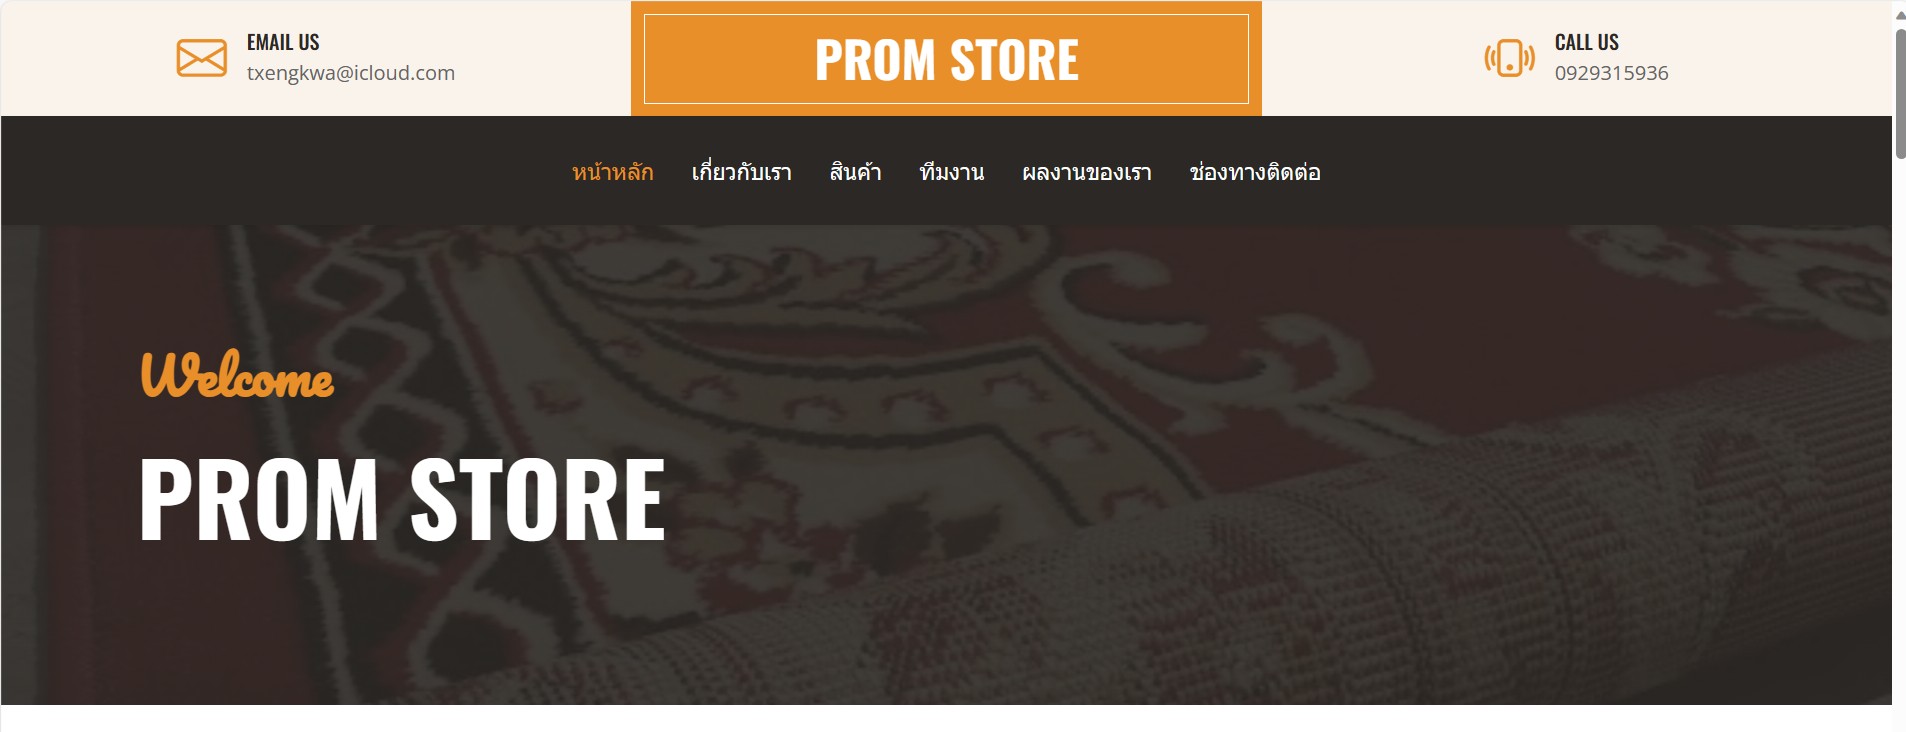 EMAIL US
txengkwa@icloud.com
PROM STORE
CALL US
0929315936
หน้าหลัก เกี่ยวกับเรา สินค้า ทีมงาน ผลงานของเรา ช่องทางติดต่อ
Welcome
PROM STORE